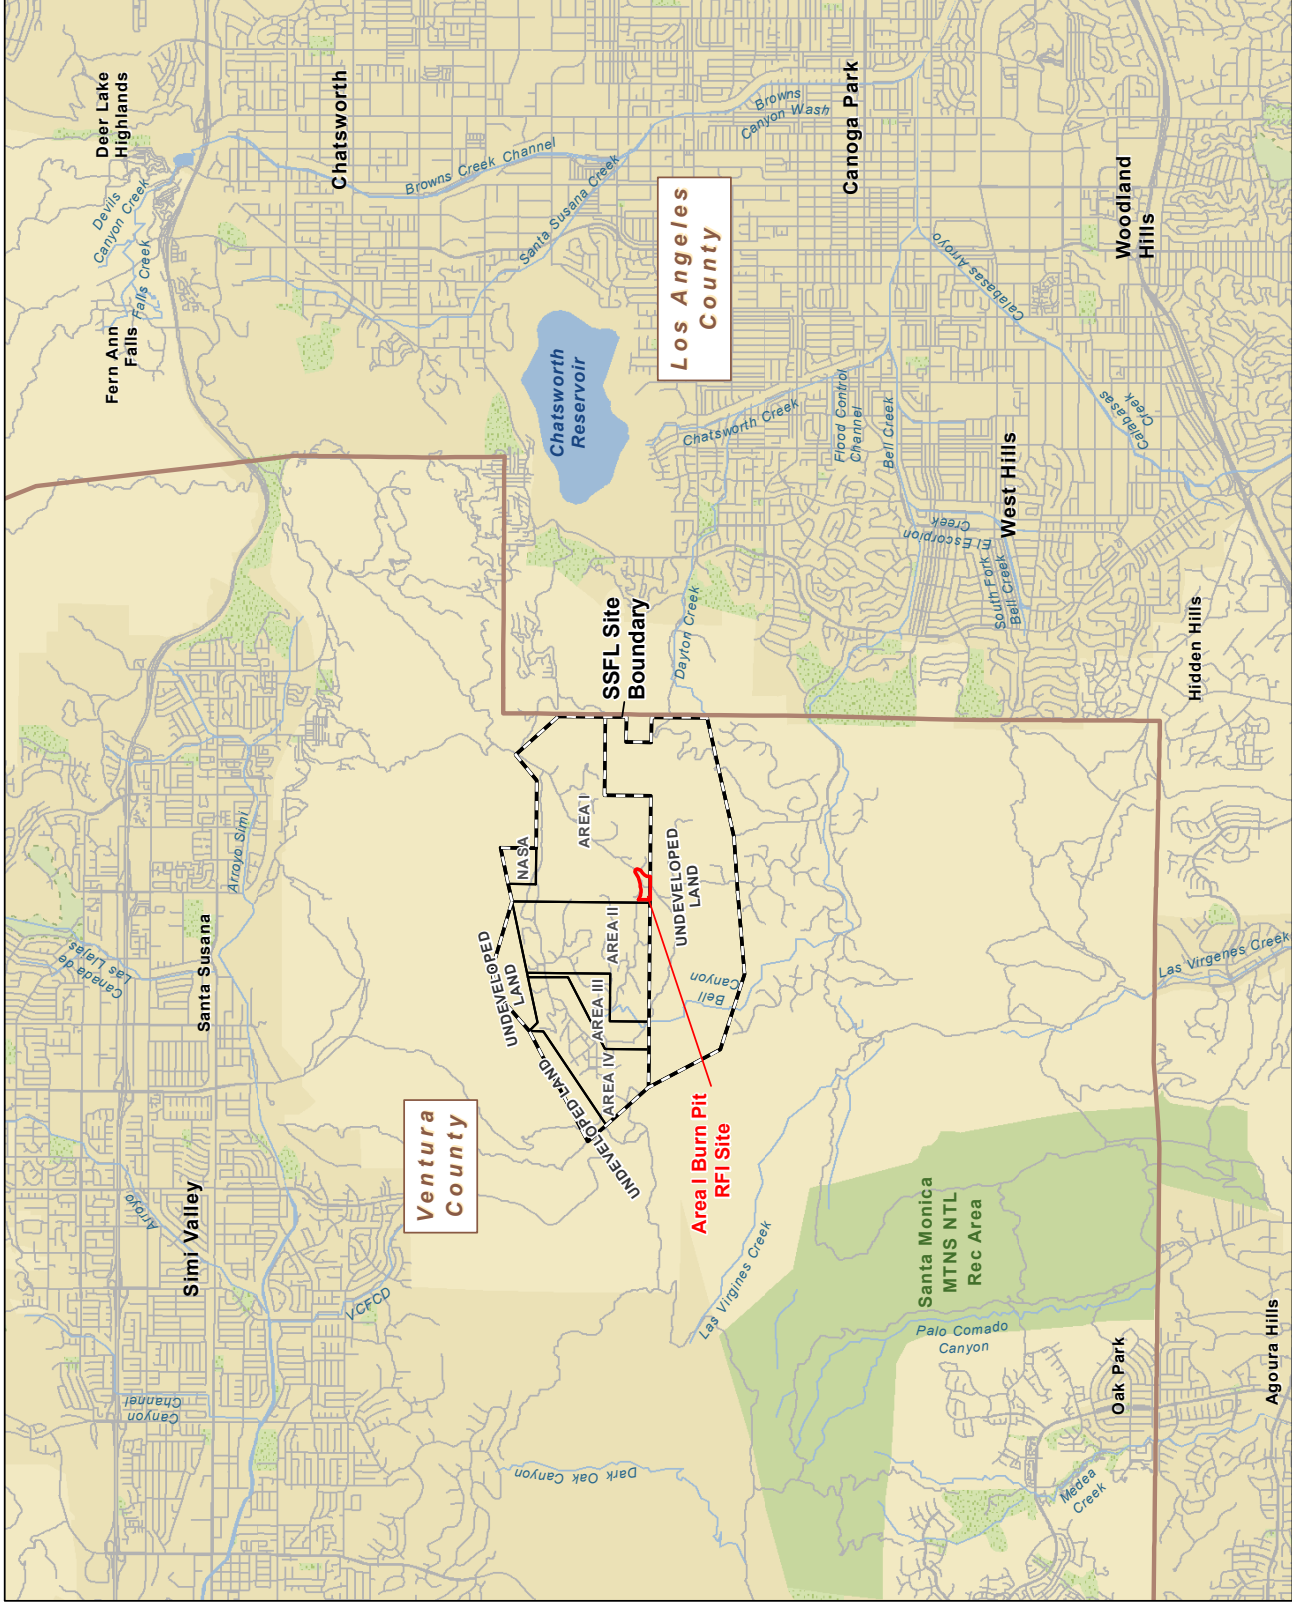 Deer Lake
Highlands
Devils
Canyon Creek
Falls Creek
Fern Ann
Falls
Chatsworth
Browns Creek Channel
Santa Susana Creek
Browns
Canyon Wash
Canoga Park
Woodland
Hills
Los Angeles
County
Chatsworth
Reservoir
Calabasas Arroyo
Calabasas
Creek
Chatsworth Creek
Flood Control
Channel
Bell Creek
El Escorpion
Creek
West Hills
South Fork
Bell Creek
Hidden Hills
Dayton Creek
SSFL Site
Boundary
Arroyo Simi
Santa Susana
Canada de
Las Llajas
NASA
AREA I
AREA II
AREA III
AREA IV
UNDEVELOPED
LAND
UNDEVELOPED
LAND
UNDEVELOPED LAND
Bell
Canyon
Las Virgenes Creek
Area I Burn Pit
RFI Site
Ventura
County
Simi Valley
Arroyo
VCFCD
Canyon
Channel
Dark Oak Canyon
Las Virgines Creek
Santa Monica
MTNS NTL
Rec Area
Palo Comado
Canyon
Oak Park
Medea
Creek
Agoura Hills